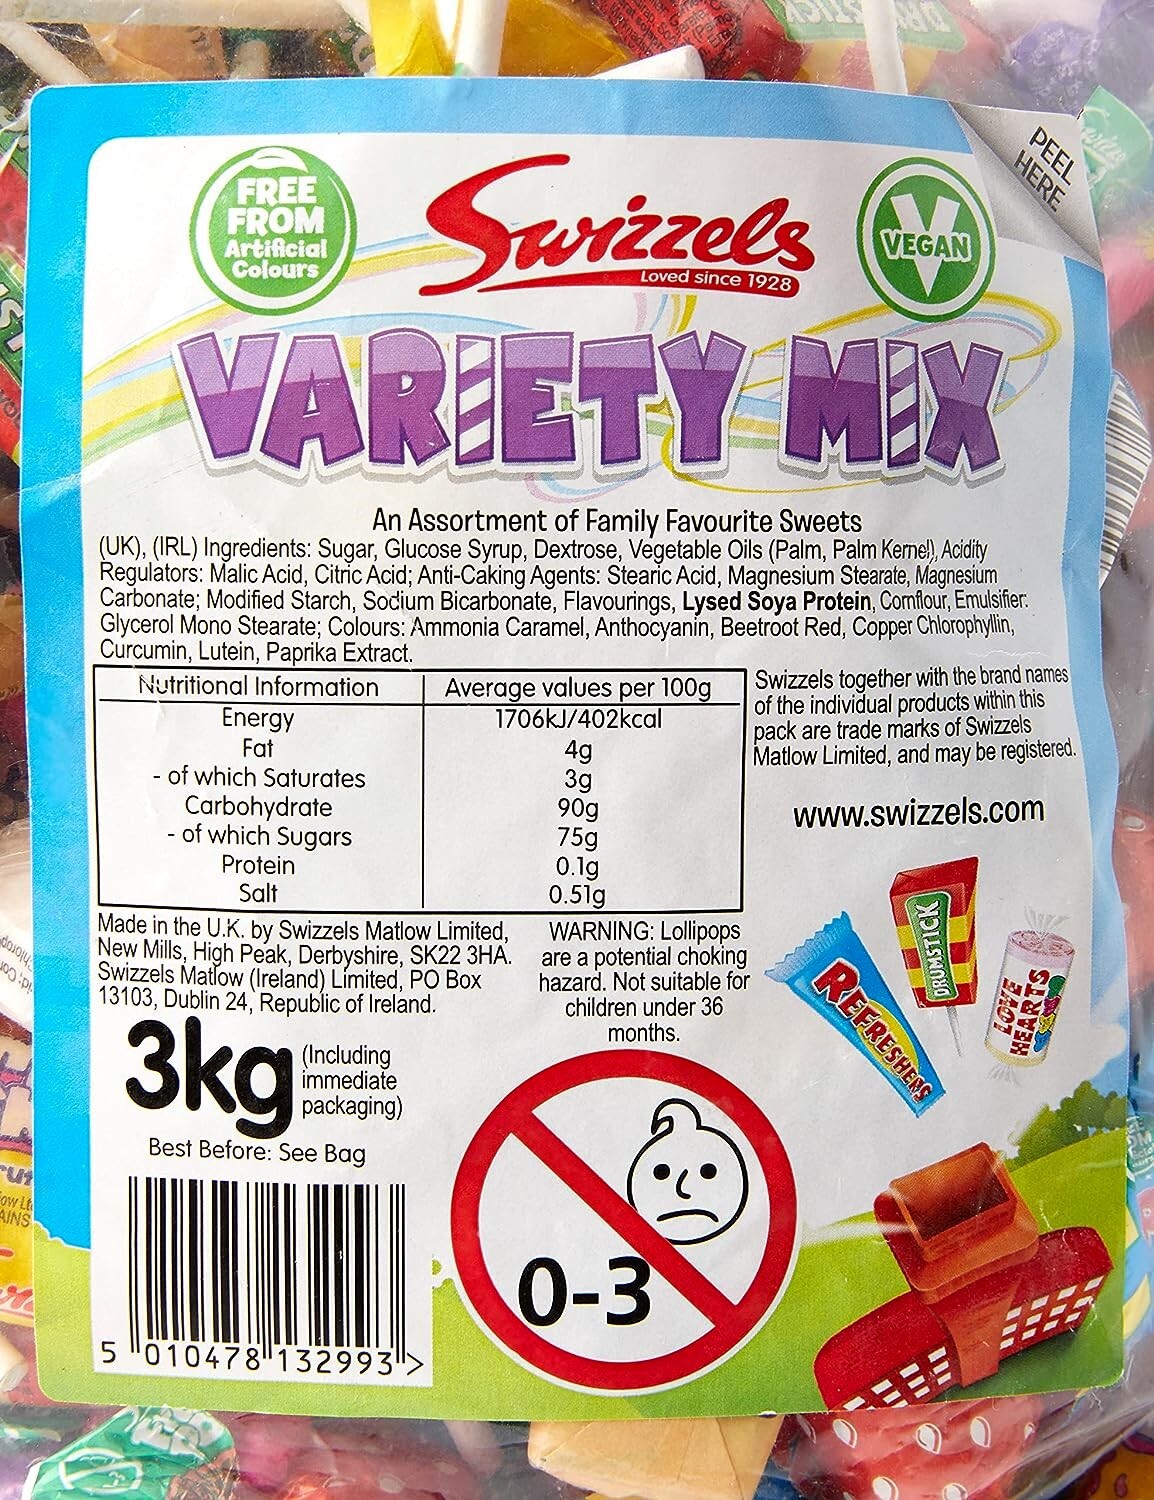 PEEL
HERE
FREE
FROM
Artificial
Colours
Swizzels
Loved since 1928
VEGAN
VARIETY MIX
An Assortment of Family Favourite Sweets
(UK), (IRL) Ingredients: Sugar, Glucose Syrup, Dextrose, Vegetable Oils (Palm, Palm Kernel), Acidity
Regulators: Malic Acid, Citric Acid; Anti-Caking Agents: Stearic Acid, Magnesium Stearate, Magnesium
Carbonate; Modified Starch, Sodium Bicarbonate, Flavourings, Lysed Soya Protein, Cornflour, Emulsifier:
Glycerol Mono Stearate; Colours: Ammonia Caramel, Anthocyanin, Beetroot Red, Copper Chlorophyllin,
Curcumin, Lutein, Paprika Extract.
Nutritional Information Average values per 100g
Energy 1706kJ/402kcal
Fat 4g
- of which Saturates 3g
Carbohydrate 90g
- of which Sugars 75g
Protein 0.1g
Salt 0.51g
Swizzels together with the brand names
of the individual products within this
pack are trade marks of Swizzels
Matlow Limited, and may be registered.
www.swizzels.com
Made in the U.K. by Swizzels Matlow Limited,
New Mills, High Peak, Derbyshire, SK22 3HA.
Swizzels Matlow (Ireland) Limited, PO Box
13103, Dublin 24, Republic of Ireland.
WARNING: Lollipops
are a potential choking
hazard. Not suitable for
children under 36
months.
DRUMSTICK
REFRESHERS
LOVE
HEARTS
3kg
(Including
immediate
packaging)
Best Before: See Bag
0-3
5 010478 132993 >